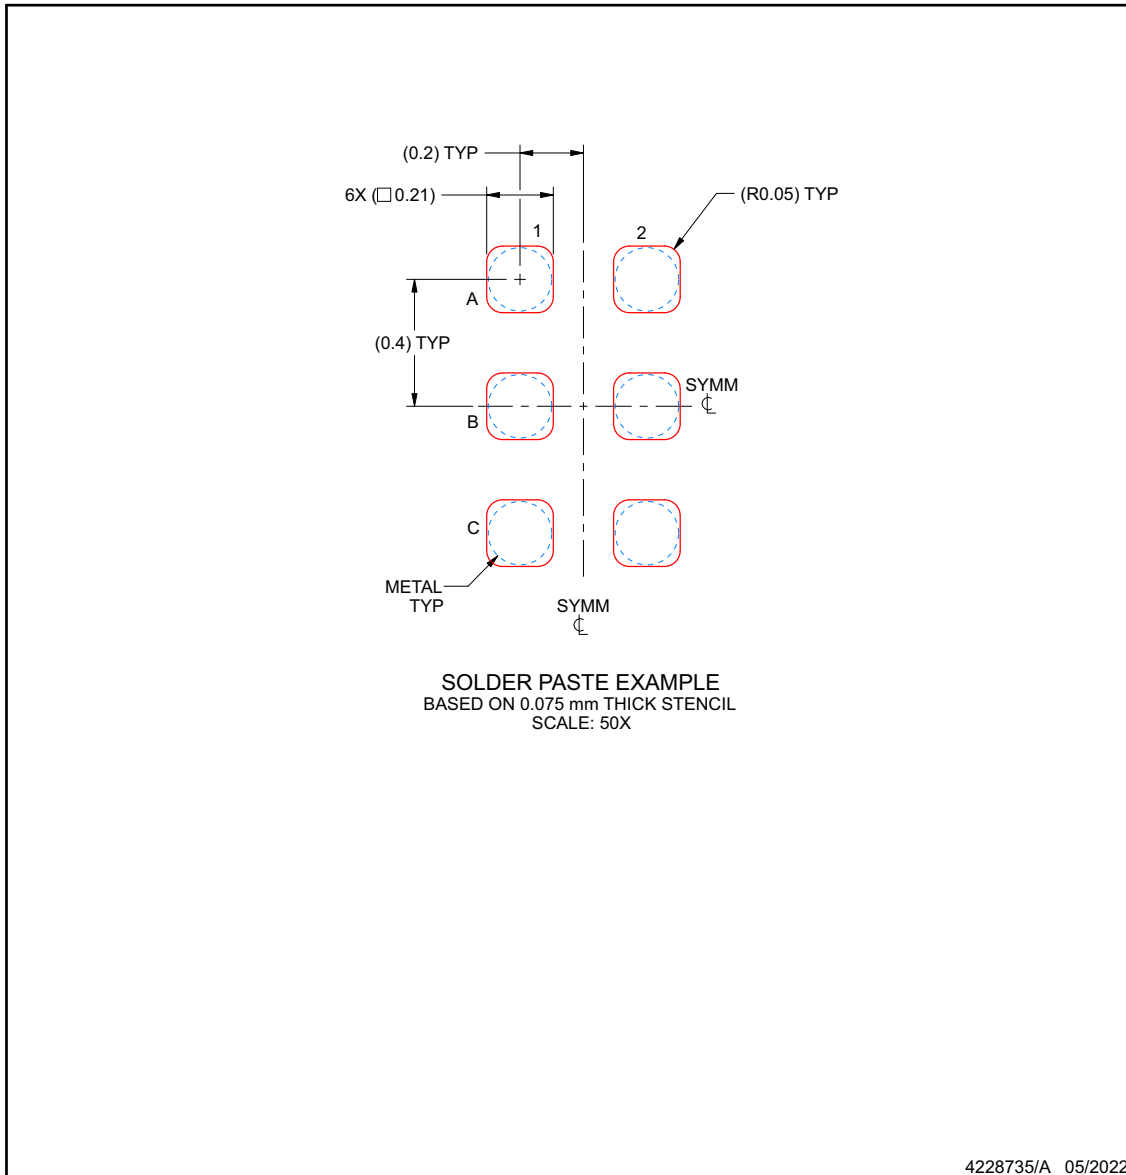 (0.2) TYP
6X (□ 0.21)
(R0.05) TYP
1
2
A
(0.4) TYP
SYMM
℄
B
C
METAL
TYP
SYMM
℄
SOLDER PASTE EXAMPLE
BASED ON 0.075 mm THICK STENCIL
SCALE: 50X
4228735/A 05/2022